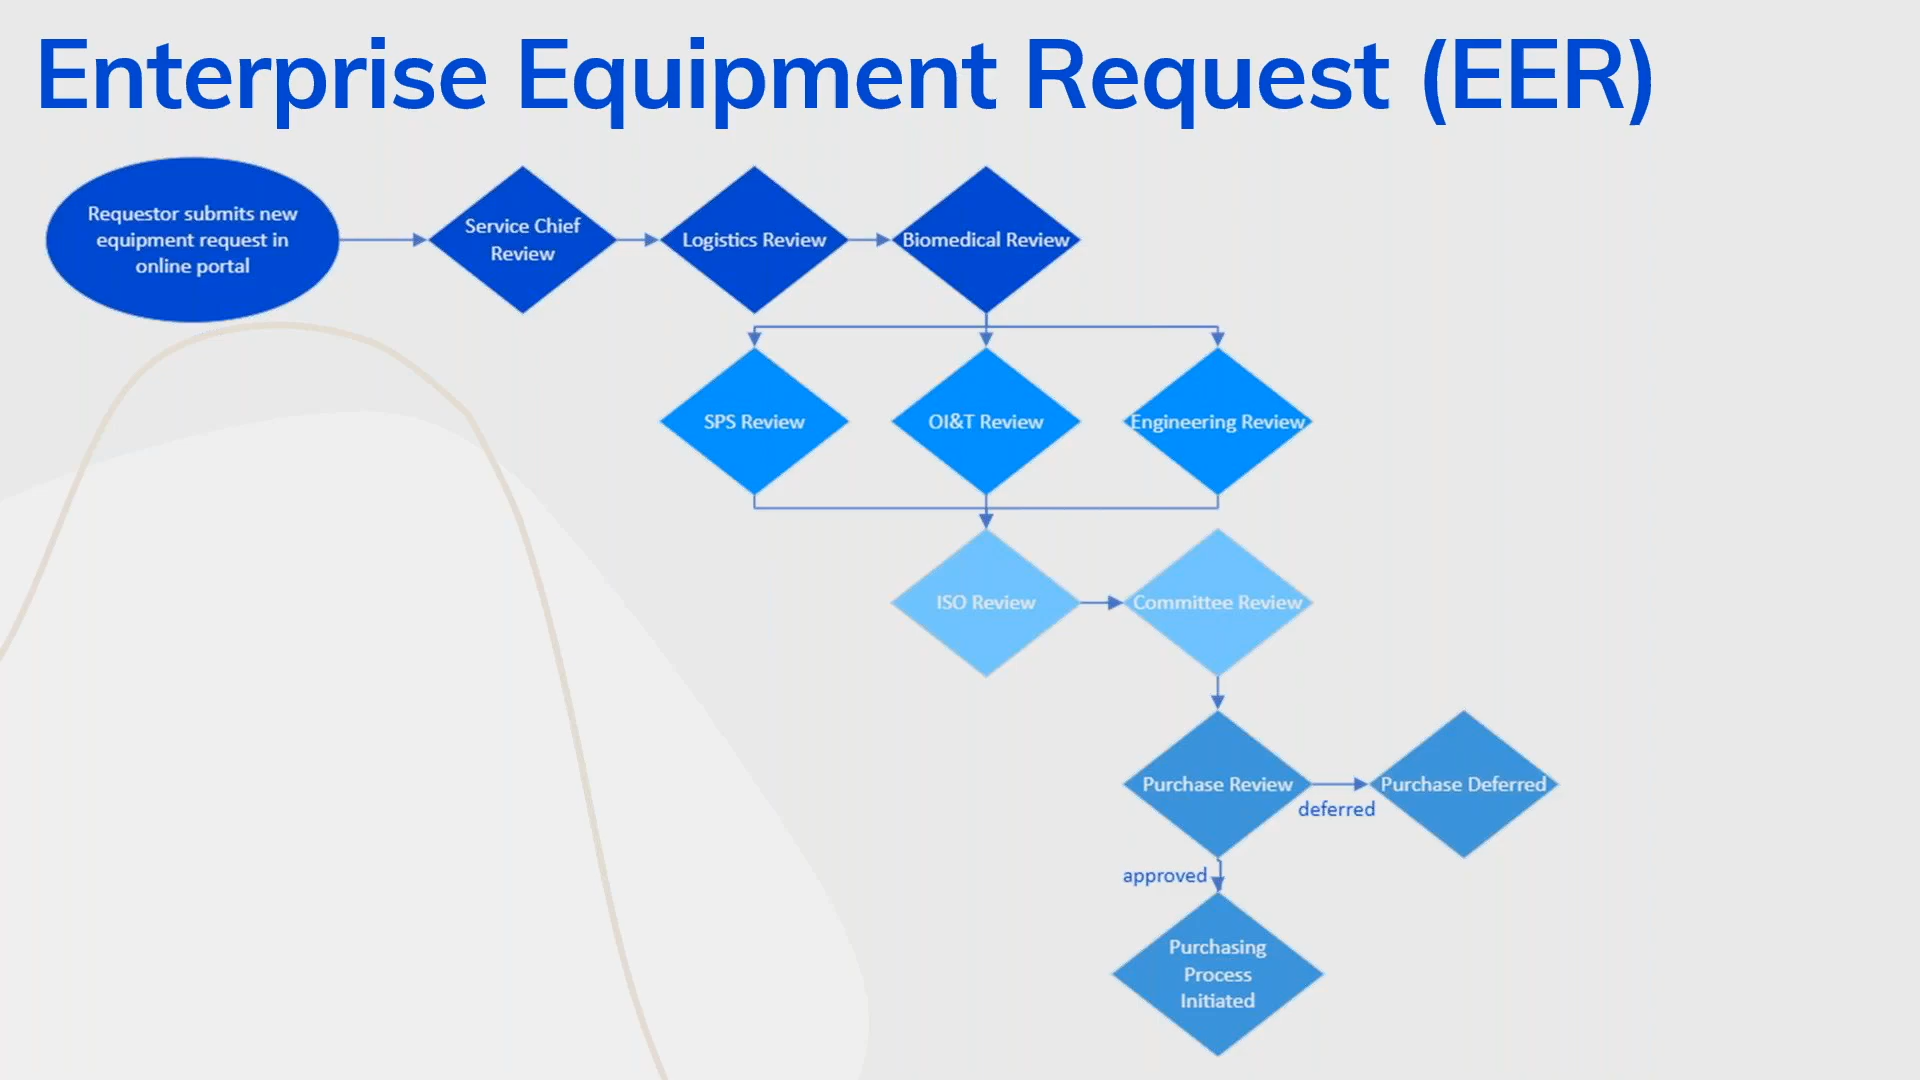 Enterprise Equipment Request (EER)
Requestor submits new
equipment request in
online portal
Service Chief
Review
Logistics Review
Biomedical Review
SPS Review
OI&T Review
Engineering Review
ISO Review
Committee Review
Purchase Review
deferred
Purchase Deferred
approved
Purchasing
Process
Initiated